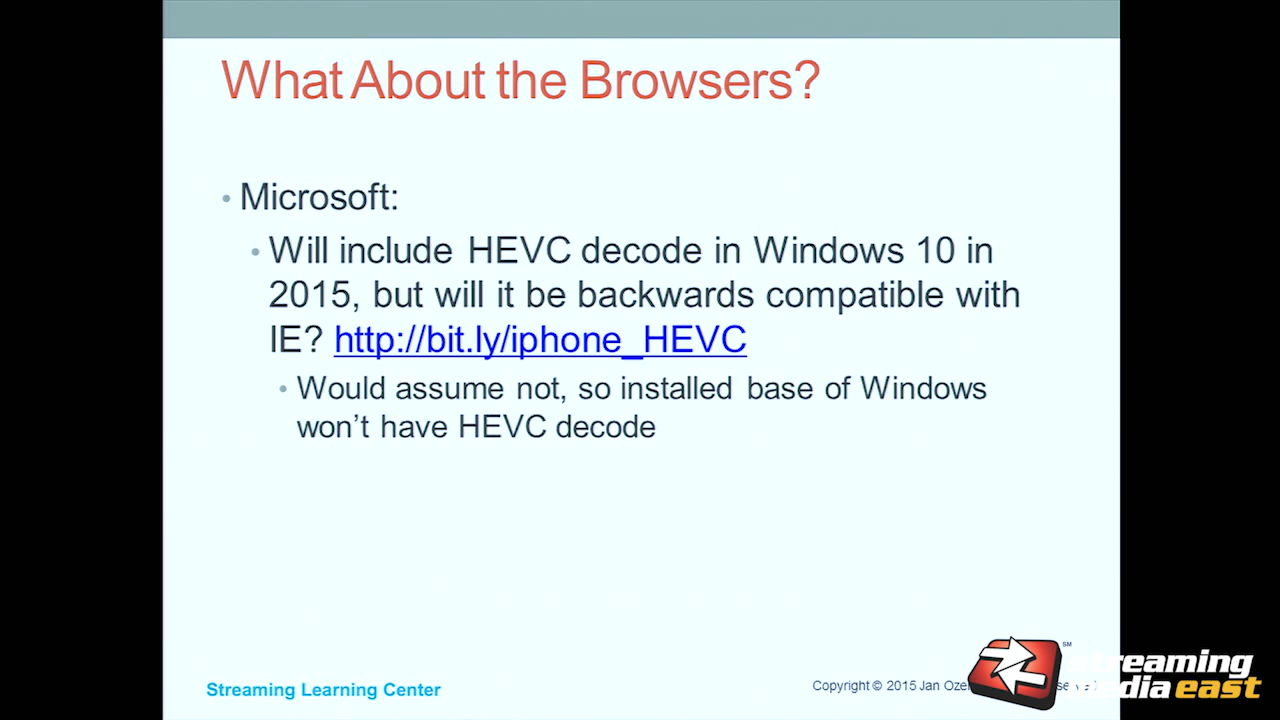 What About the Browsers?
• Microsoft:
• Will include HEVC decode in Windows 10 in
2015, but will it be backwards compatible with
IE? http://bit.ly/iphone_HEVC
• Would assume not, so installed base of Windows
won’t have HEVC decode
Streaming Learning Center
Copyright © 2015 Jan
SM
streaming
media east